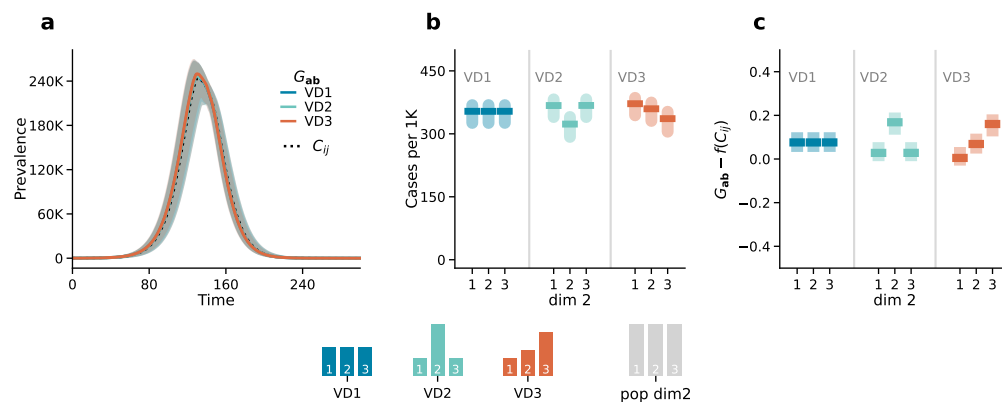 a
Prevalence
240K
180K
120K
60K
0
0 80 160 240
Time
G_ab
VD1
VD2
VD3
C_ij
b
Cases per 1K
450
300
150
0
VD1 VD2 VD3
1 2 3 1 2 3 1 2 3
dim 2
c
G_ab − f(C_ij)
0.4
0.2
0.0
−0.2
−0.4
VD1 VD2 VD3
1 2 3 1 2 3 1 2 3
dim 2
1 2 3
VD1
1 2 3
VD2
1 2 3
VD3
1 2 3
pop dim2